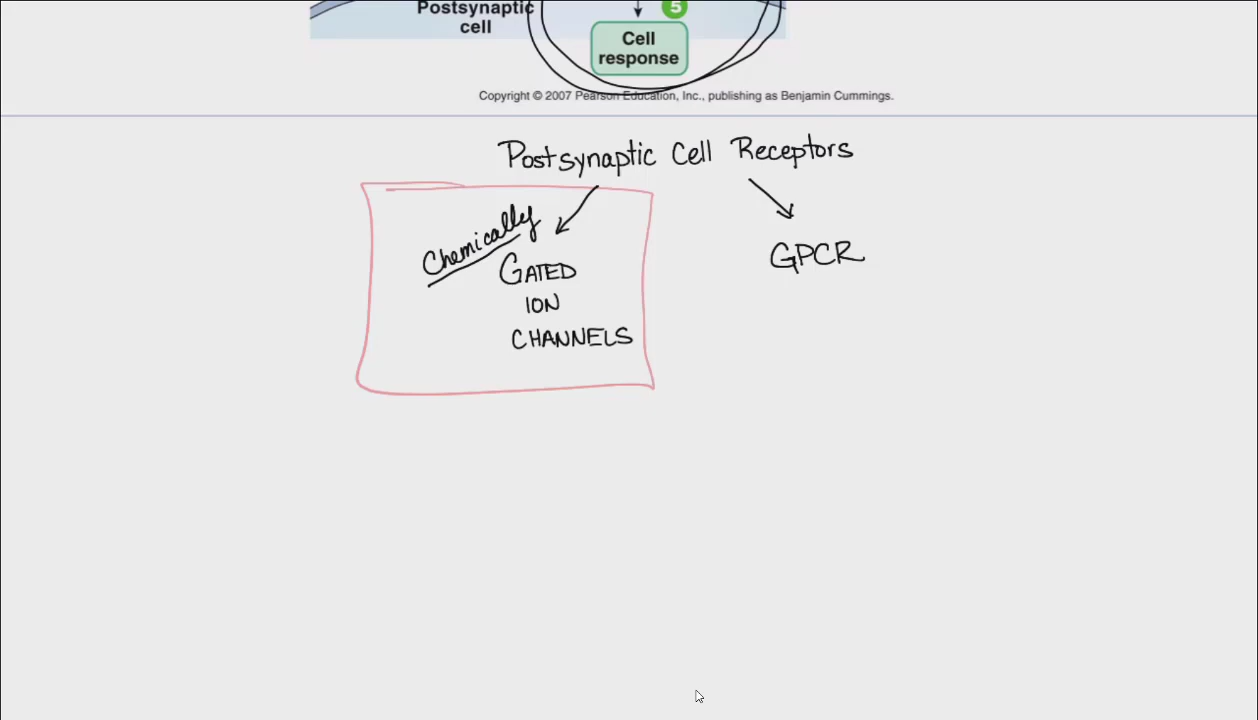 Postsynaptic
cell
5
Cell
response
Copyright © 2007 Pearson Education, Inc., publishing as Benjamin Cummings.
Postsynaptic Cell Receptors
Chemically
GATED
ION
CHANNELS
GPCR